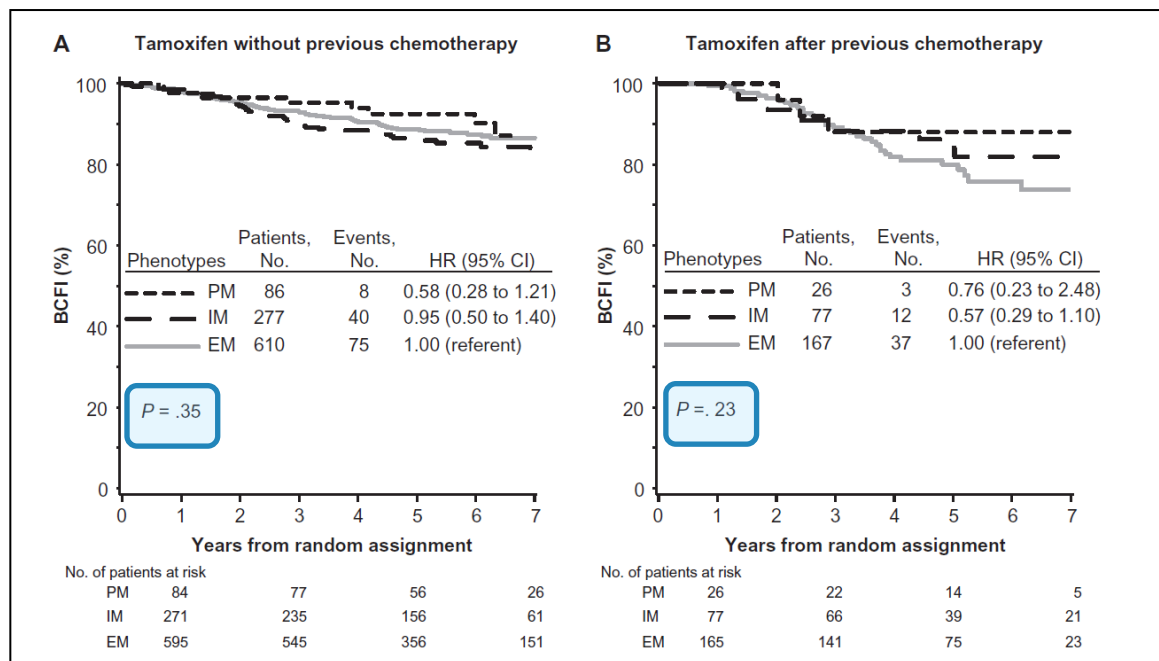 A Tamoxifen without previous chemotherapy
100
80
60
40
20
0
BCFI (%)
Patients, Events,
Phenotypes No. No. HR (95% CI)
PM 86 8 0.58 (0.28 to 1.21)
IM 277 40 0.95 (0.50 to 1.40)
EM 610 75 1.00 (referent)
P = .35
0 1 2 3 4 5 6 7
Years from random assignment
No. of patients at risk
PM 84 77 56 26
IM 271 235 156 61
EM 595 545 356 151
B Tamoxifen after previous chemotherapy
100
80
60
40
20
0
BCFI (%)
Patients, Events,
Phenotypes No. No. HR (95% CI)
PM 26 3 0.76 (0.23 to 2.48)
IM 77 12 0.57 (0.29 to 1.10)
EM 167 37 1.00 (referent)
P =. 23
0 1 2 3 4 5 6 7
Years from random assignment
No. of patients at risk
PM 26 22 14 5
IM 77 66 39 21
EM 165 141 75 23